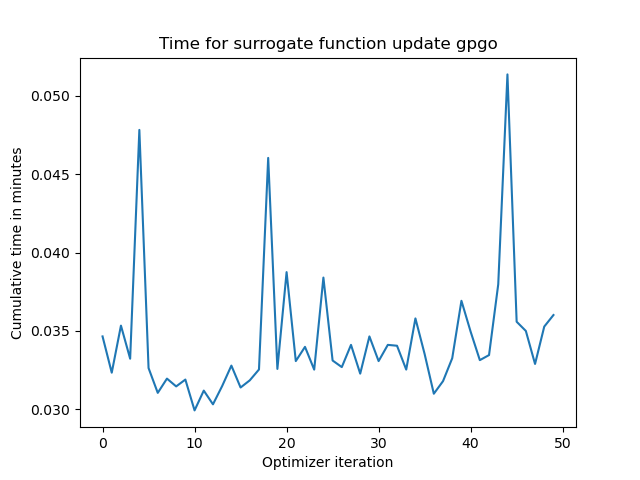 Time for surrogate function update gpgo
Cumulative time in minutes
0.050
0.045
0.040
0.035
0.030
0 10 20 30 40 50
Optimizer iteration